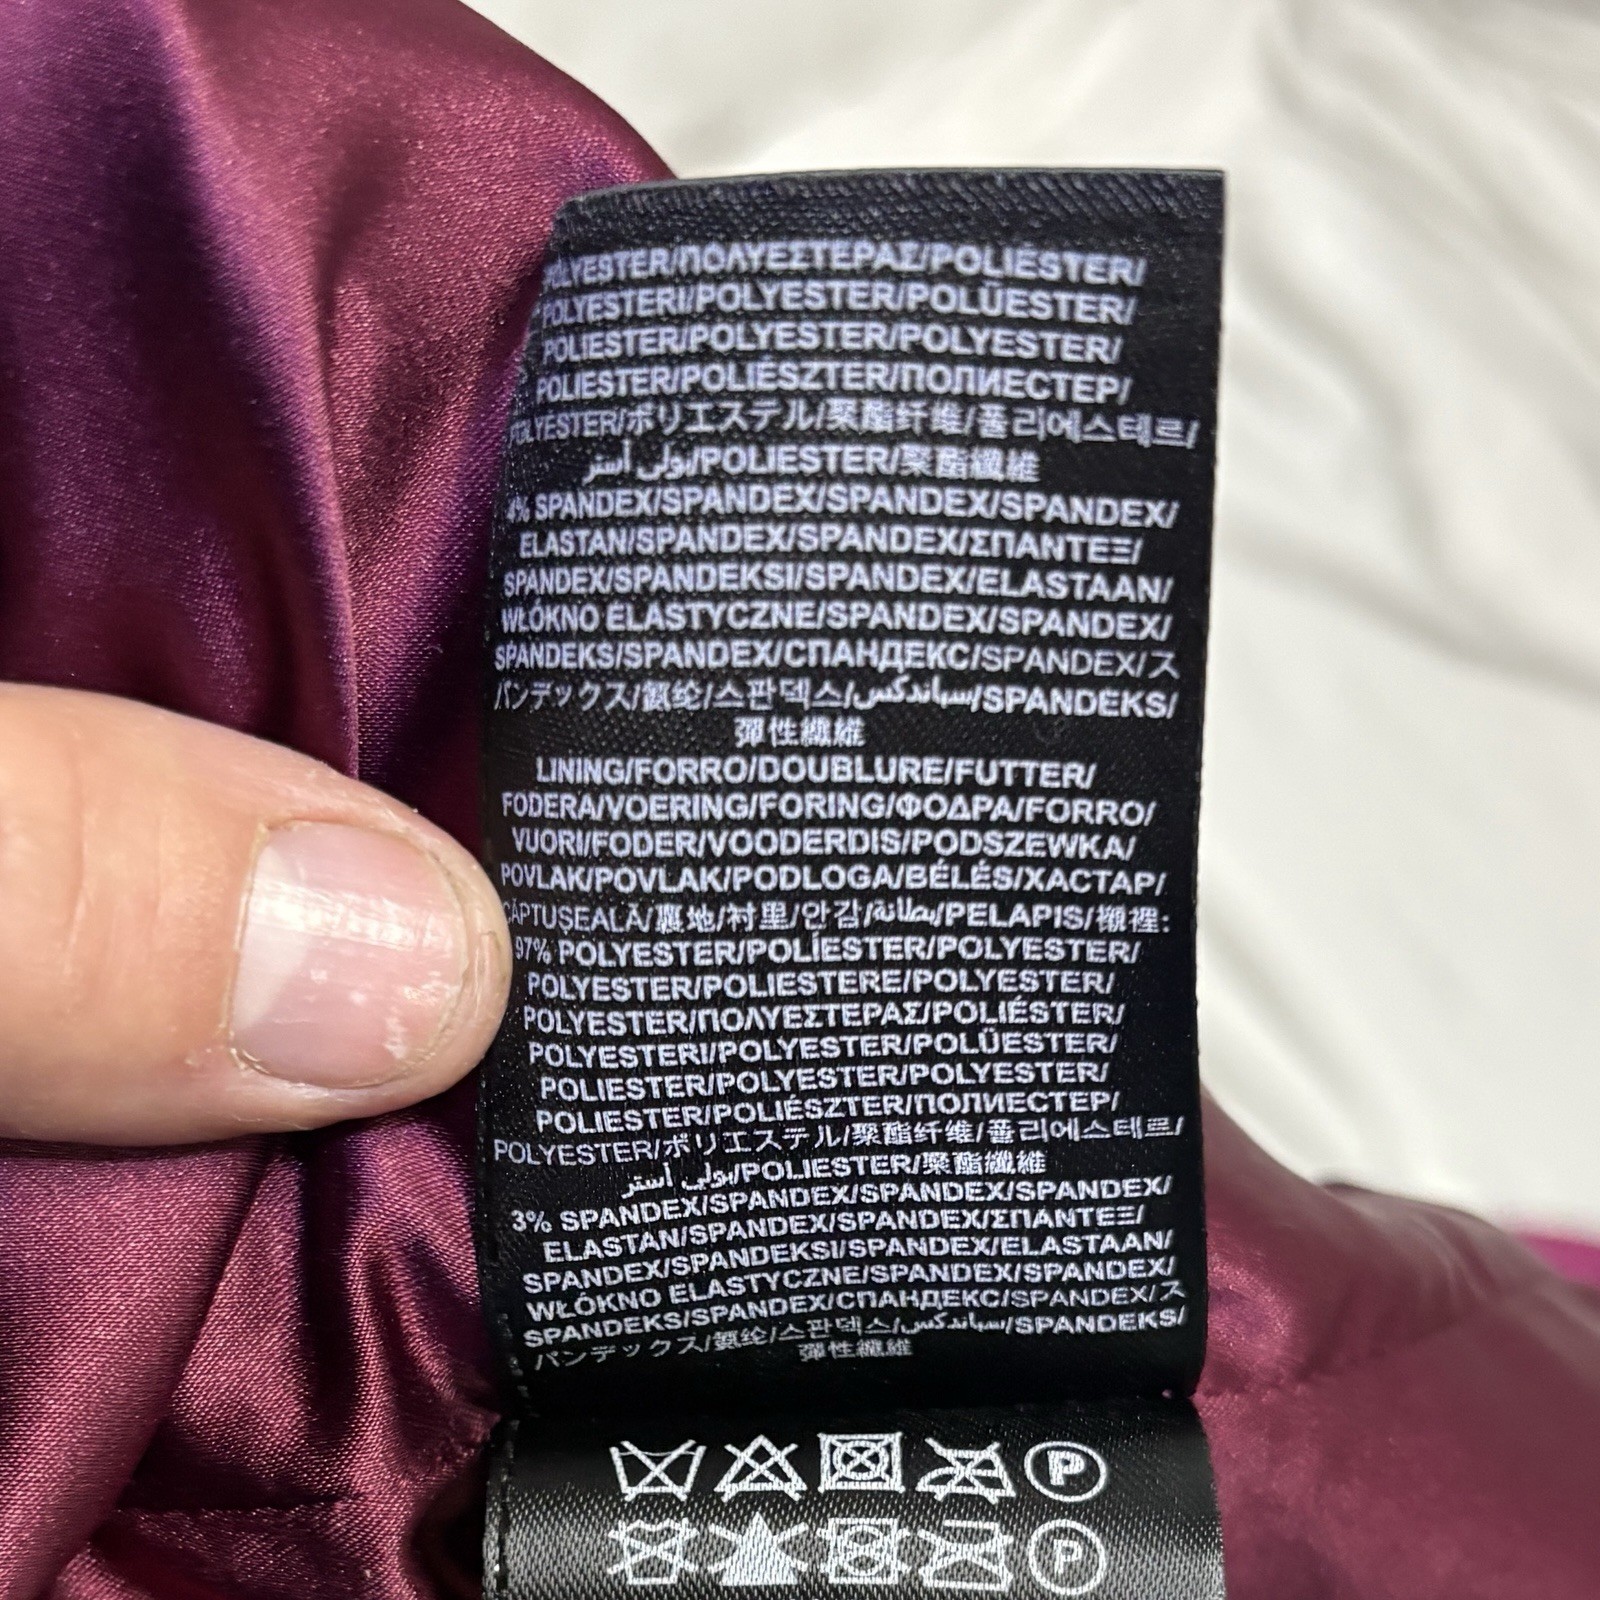 POLYESTER/ΠΟΛΥΕΣΤΕΡΑΣ/POLIÉSTER/
POLYESTERI/POLYESTER/POLÜESTER/
POLIESTER/POLYESTER/POLYESTER/
POLIESTER/POLIÉSZTER/ПОЛИЕСТЕР/
POLYESTER/ポリエステル/聚酯纤维/폴리에스테르/
بولي أستر/POLIESTER/聚酯纖維
4% SPANDEX/SPANDEX/SPANDEX/SPANDEX/
ELASTAN/SPANDEX/SPANDEX/ΣΠΑΝΤΕΞ/
SPANDEX/SPANDEKSI/SPANDEX/ELASTAAN/
WŁÓKNO ELASTYCZNE/SPANDEX/SPANDEX/
SPANDEKS/SPANDEX/СПАНДЕКС/SPANDEX/ス
パンデックス/氨纶/스판덱스/سباندكس/SPANDEKS/
彈性纖維
LINING/FORRO/DOUBLURE/FUTTER/
FODERA/VOERING/FORING/ΦΟΔΡΑ/FORRO/
VUORI/FODER/VOODERDIS/PODSZEWKA/
POVLAK/POVLAK/PODLOGA/BÉLÉS/ХАСТАР/
CĂPTUȘEALĂ/裏地/衬里/안감/بطانة/PELAPIS/襯裡:
97% POLYESTER/POLÍESTER/POLYESTER/
POLYESTER/POLIESTERE/POLYESTER/
POLYESTER/ΠΟΛΥΕΣΤΕΡΑΣ/POLIÉSTER/
POLYESTERI/POLYESTER/POLÜESTER/
POLIESTER/POLYESTER/POLYESTER/
POLIESTER/POLIÉSZTER/ПОЛИЕСТЕР/
POLYESTER/ポリエステル/聚酯纤维/폴리에스테르/
بولي أستر/POLIESTER/聚酯纖維
3% SPANDEX/SPANDEX/SPANDEX/SPANDEX/
ELASTAN/SPANDEX/SPANDEX/ΣΠΑΝΤΕΞ/
SPANDEX/SPANDEKSI/SPANDEX/ELASTAAN/
WŁÓKNO ELASTYCZNE/SPANDEX/SPANDEX/
SPANDEKS/SPANDEX/СПАНДЕКС/SPANDEX/ス
パンデックス/氨纶/스판덱스/سباندكس/SPANDEKS/
彈性纖維
P
P